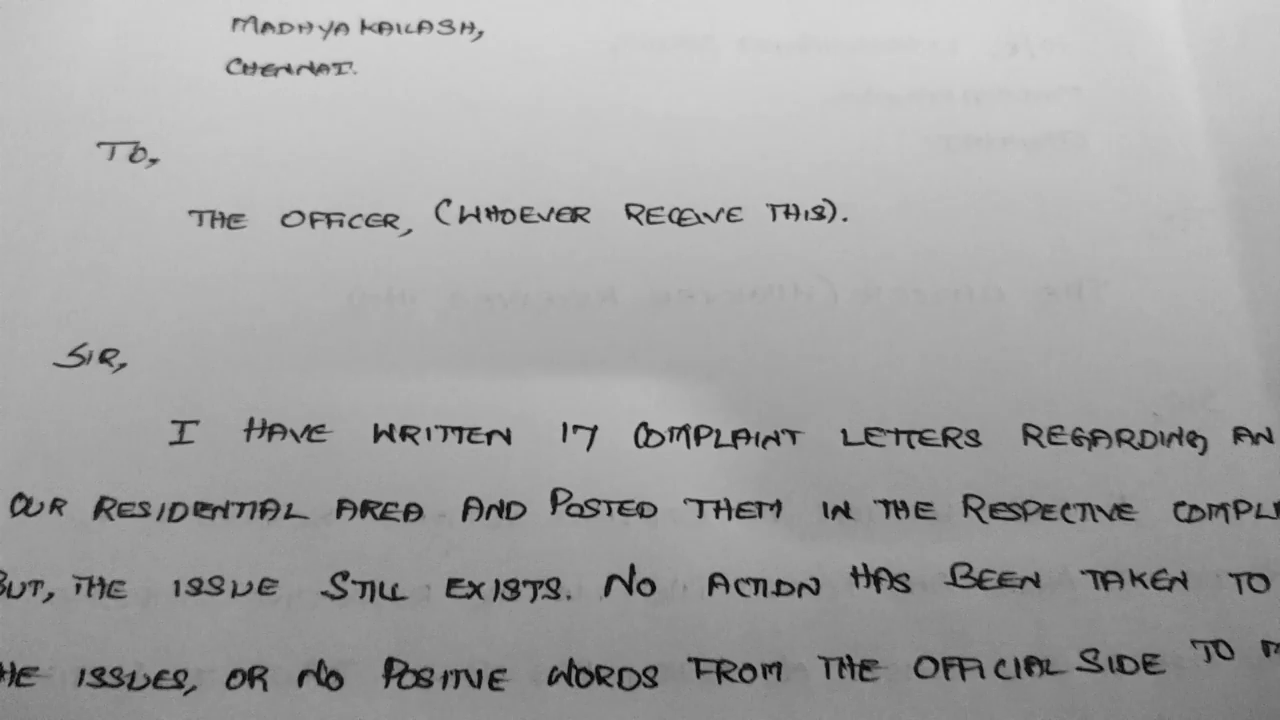 MADHYA KAILASH,
CHENNAI.
TO,
THE OFFICER, (WHOEVER RECEIVE THIS).
SIR,
I HAVE WRITTEN 17 COMPLAINT LETTERS REGARDING AN
OUR RESIDENTIAL AREA AND POSTED THEM IN THE RESPECTIVE COMPL
BUT, THE ISSUE STILL EXISTS. NO ACTION HAS BEEN TAKEN TO
HE ISSUES, OR NO POSITIVE WORDS FROM THE OFFICIAL SIDE TO